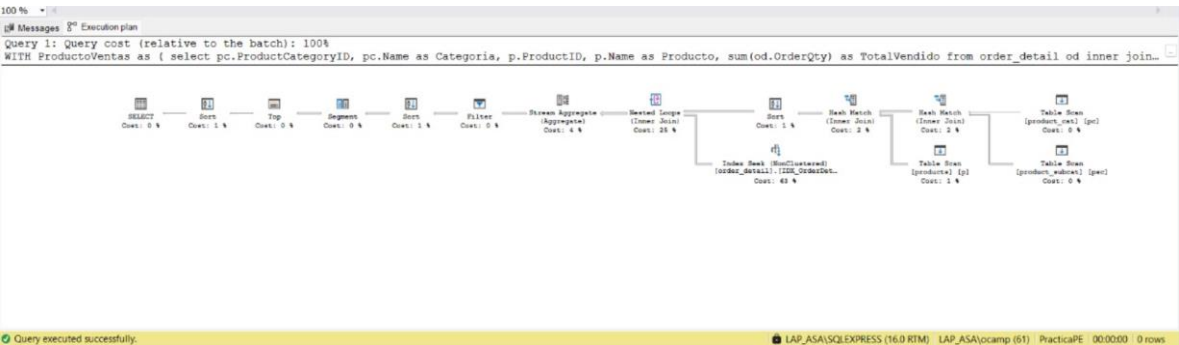 100 %
Messages Execution plan
Query 1: Query cost (relative to the batch): 100%
WITH ProductoVentas as ( select pc.ProductCategoryID, pc.Name as Categoria, p.ProductID, p.Name as Producto, sum(od.OrderQty) as TotalVendido from order_detail od inner join…
SELECT
Cost: 0 %
Sort
Cost: 1 %
Top
Cost: 0 %
Segment
Cost: 0 %
Sort
Cost: 1 %
Filter
Cost: 0 %
Stream Aggregate
(Aggregate)
Cost: 4 %
Nested Loops
(Inner Join)
Cost: 25 %
Sort
Cost: 1 %
Hash Match
(Inner Join)
Cost: 2 %
Hash Match
(Inner Join)
Cost: 2 %
Table Scan
[product_cat] [pc]
Cost: 0 %
Index Seek (NonClustered)
[order_detail].[IDX_OrderDet…
Cost: 63 %
Table Scan
[producto] [p]
Cost: 1 %
Table Scan
[product_subcat] [psc]
Cost: 0 %
Query executed successfully.
LAP_ASA\SQLEXPRESS (16.0 RTM) LAP_ASA\ocamp (61) PracticaPE 00:00:00 0 rows